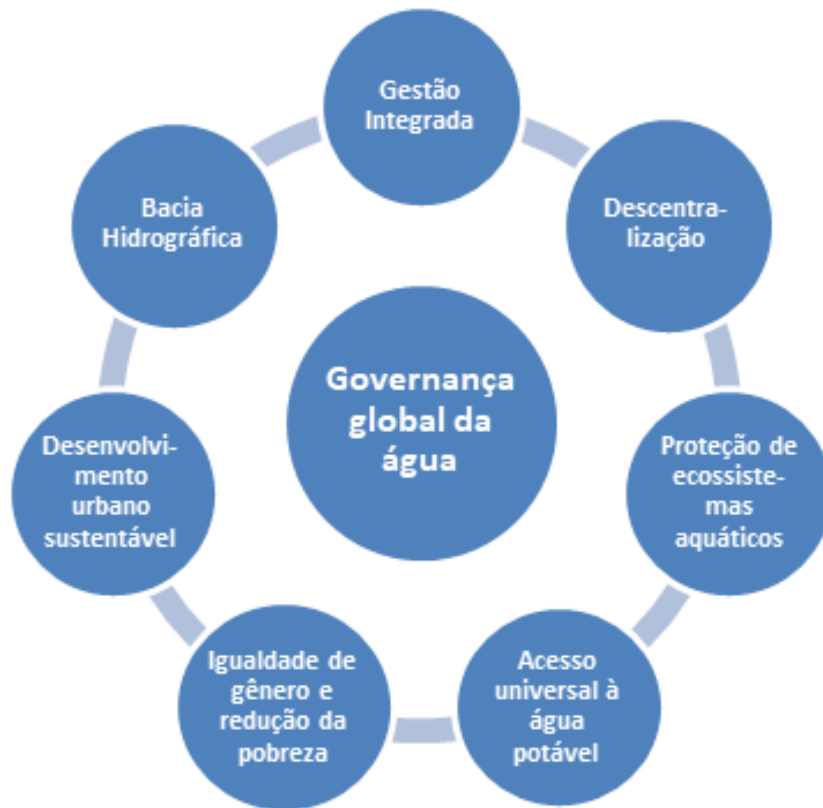 Gestão
Integrada
Descentra-
lização
Proteção de
ecossiste-
mas
aquáticos
Acesso
universal à
água
potável
Igualdade de
gênero e
redução da
pobreza
Desenvolvi-
mento
urbano
sustentável
Bacia
Hidrográfica
Governança
global da
água